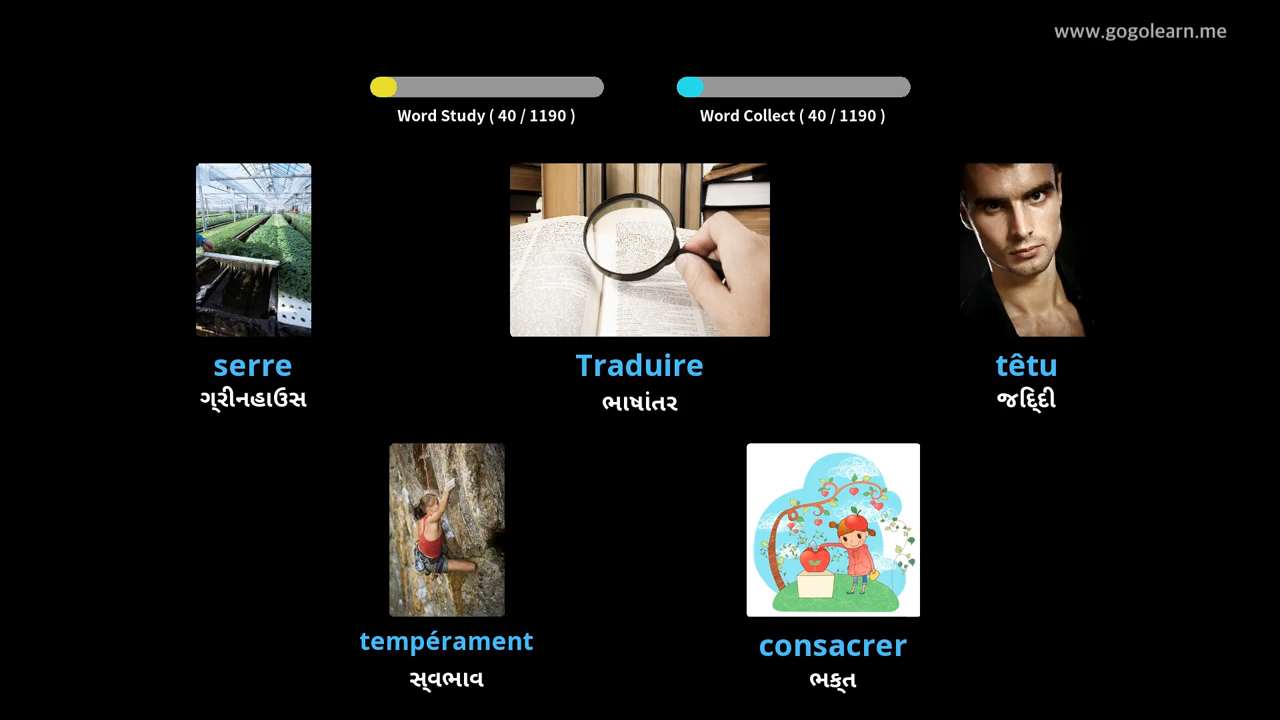 www.gogolearn.me
Word Study ( 40 / 1190 )
Word Collect ( 40 / 1190 )
serre
ગ્રીનહાઉસ
Traduire
ભાષાંતર
têtu
જિદ્દી
tempérament
સ્વભાવ
consacrer
ભક્ત